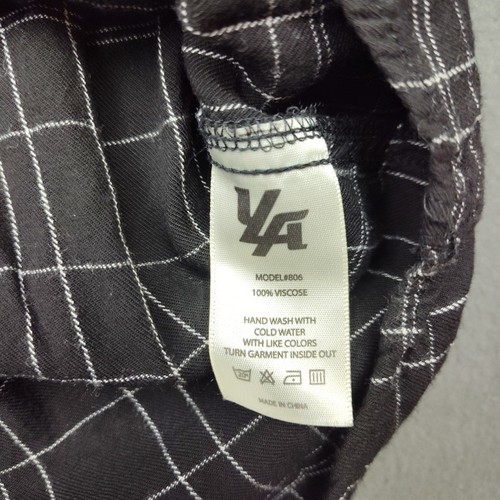 YA
MODEL#806
100% VISCOSE
HAND WASH WITH
COLD WATER
WITH LIKE COLORS
TURN GARMENT INSIDE OUT
MADE IN CHINA